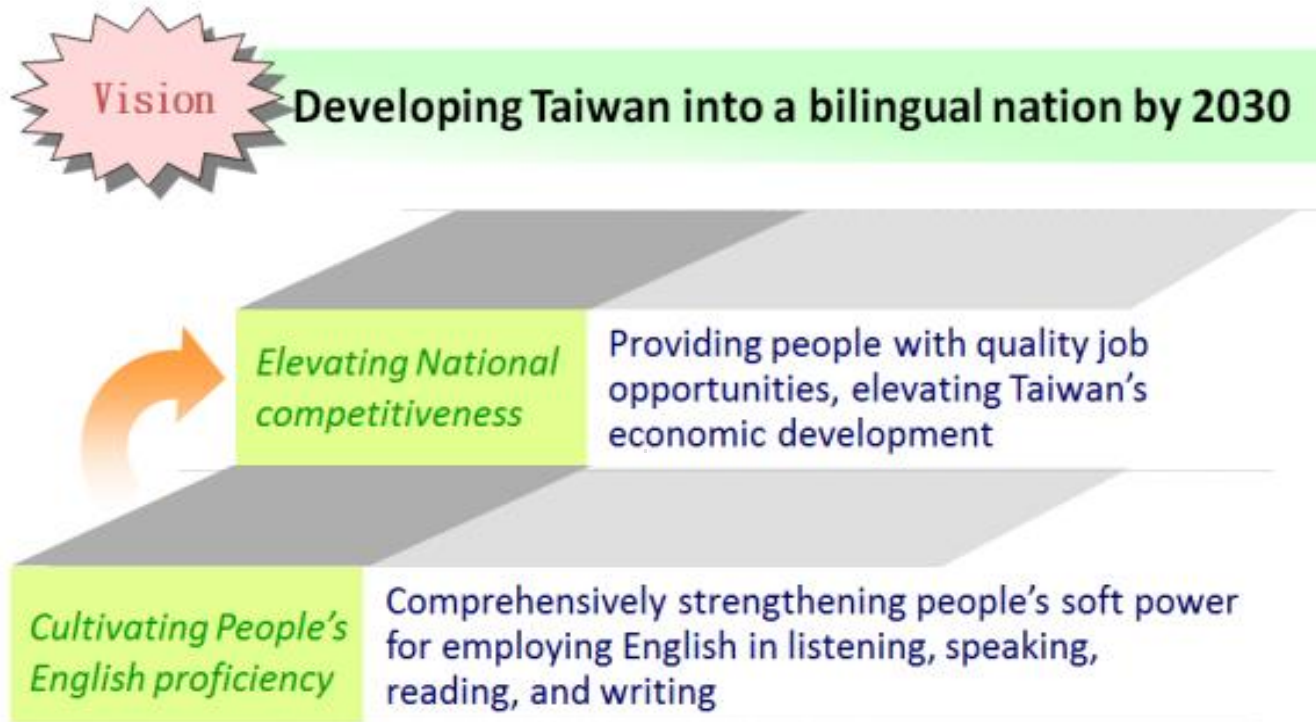 Vision
Developing Taiwan into a bilingual nation by 2030
Elevating National
competitiveness
Providing people with quality job
opportunities, elevating Taiwan's
economic development
Cultivating People's
English proficiency
Comprehensively strengthening people's soft power
for employing English in listening, speaking,
reading, and writing